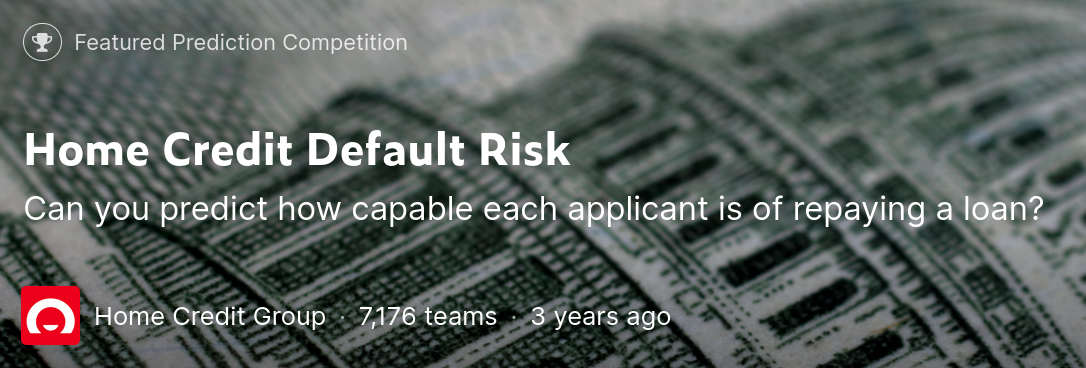 Featured Prediction Competition
Home Credit Default Risk
Can you predict how capable each applicant is of repaying a loan?
Home Credit Group · 7,176 teams · 3 years ago